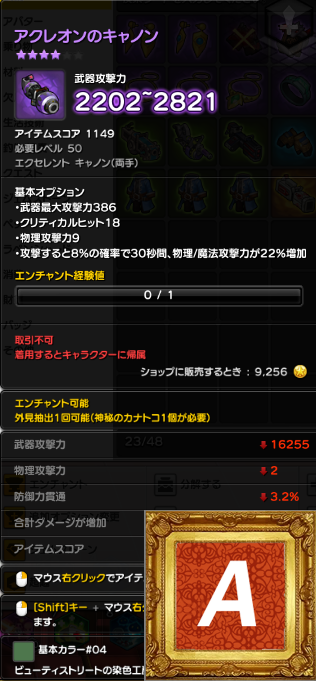 アクレオンのキャノン
武器攻撃力
2202~2821
アイテムスコア 1149
必要レベル 50
エクセレント キャノン(両手)
基本オプション
・武器最大攻撃力386
・クリティカルヒット18
・物理攻撃力9
・攻撃すると8%の確率で30秒間、物理/魔法攻撃力が22%増加
エンチャント経験値
0 / 1
取引不可
着用するとキャラクターに帰属
ショップに販売するとき : 9,256
エンチャント可能
外見抽出1回可能(神秘のカナトコ1個が必要)
23/48
武器攻撃力 16255
物理攻撃力 2
防御力貫通 3.2%
合計ダメージが増加
アイテムスコア
マウス右クリックでアイテ
[Shift]キー + マウス右
ます。
基本カラー#04
ビューティストリートの染色工
A